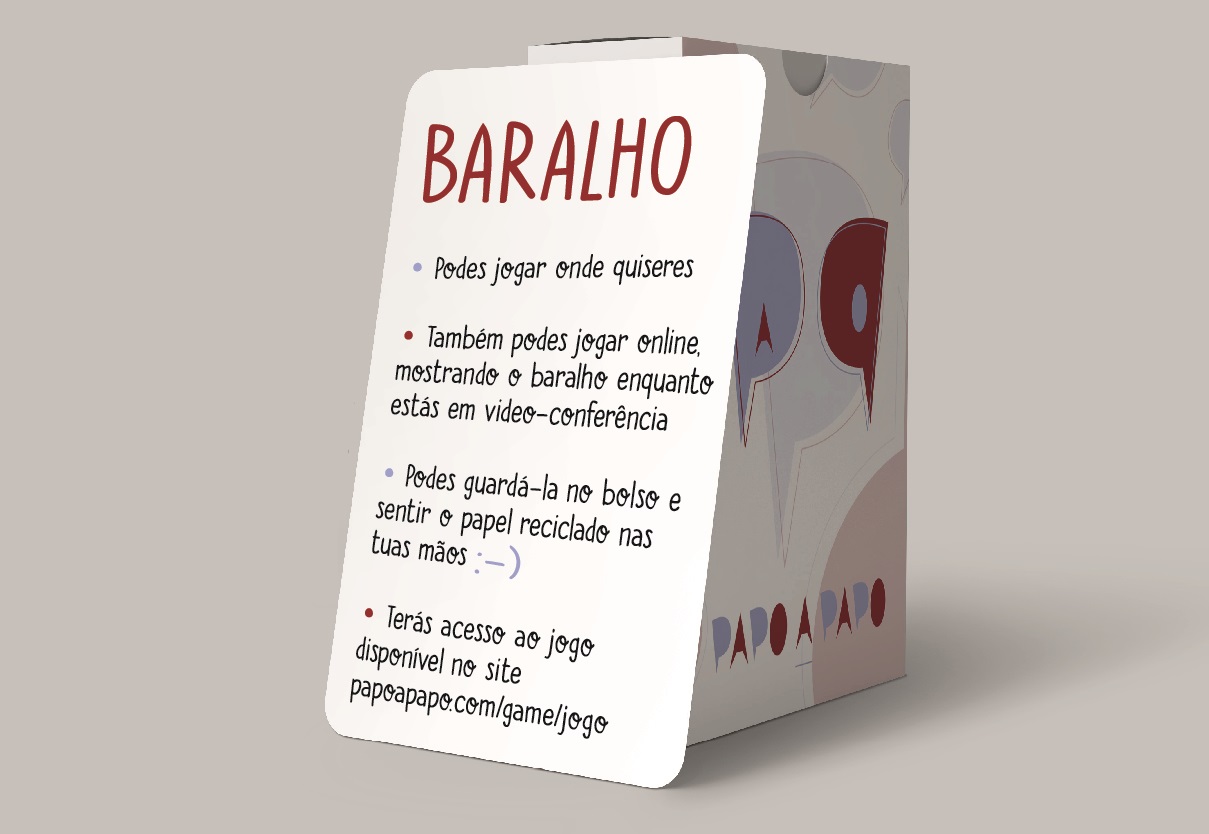 BARALHO
• Podes jogar onde quiseres
• Também podes jogar online,
mostrando o baralho enquanto
estás em video-conferência
• Podes guardá-la no bolso e
sentir o papel reciclado nas
tuas mãos :-)
• Terás acesso ao jogo
disponível no site
papoapapo.com/game/jogo
PAPO A PAPO